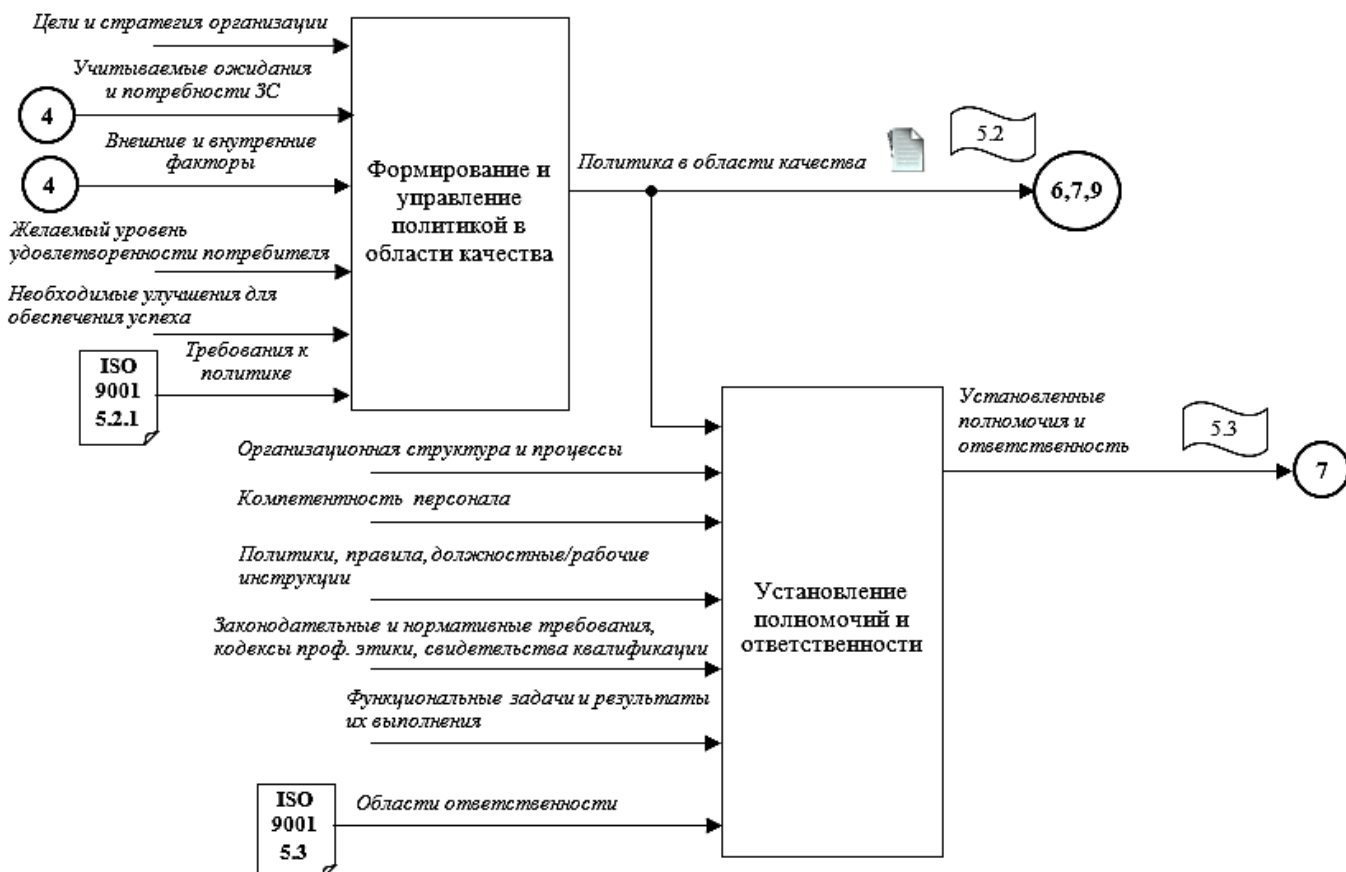 Цели и стратегия организации
Учитываемые ожидания
и потребности ЗС
4
Внешние и внутренние
факторы
4
Желаемый уровень
удовлетворенности потребителя
Необходимые улучшения для
обеспечения успеха
Требования к
политике
ISO
9001
5.2.1
Формирование и
управление
политикой в
области качества
Политика в области качества
5.2
6,7,9
Организационная структура и процессы
Компетентность персонала
Политики, правила, должностные/рабочие
инструкции
Законодательные и нормативные требования,
кодексы проф. этики, свидетельства квалификации
Функциональные задачи и результаты
их выполнения
ISO
9001
5.3
Области ответственности
Установление
полномочий и
ответственности
Установленные
полномочия и
ответственность
5.3
7